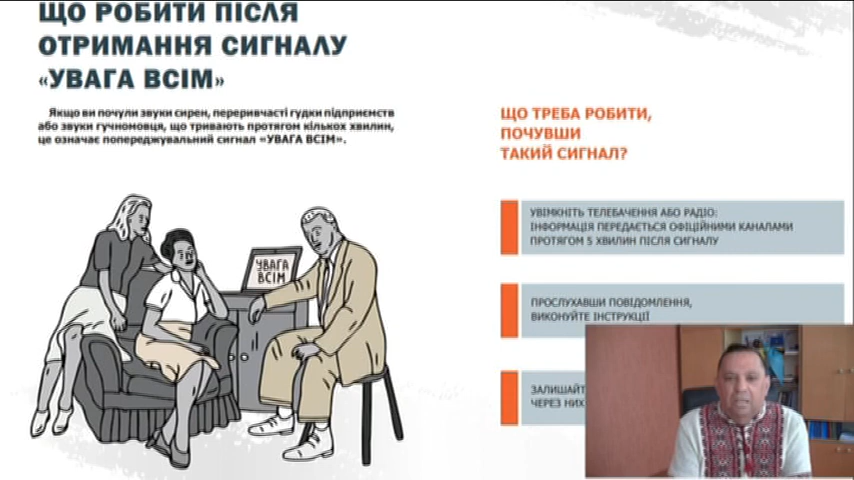 ЩО РОБИТИ ПІСЛЯ
ОТРИМАННЯ СИГНАЛУ
«УВАГА ВСІМ»
Якщо ви почули звуки сирен, переривчасті гудки підприємств
або звуки гучномовця, що тривають протягом кількох хвилин,
це означає попереджувальний сигнал «УВАГА ВСІМ».
УВАГА
ВСІМ
ЩО ТРЕБА РОБИТИ,
ПОЧУВШИ
ТАКИЙ СИГНАЛ?
УВІМКНІТЬ ТЕЛЕБАЧЕННЯ АБО РАДІО:
ІНФОРМАЦІЯ ПЕРЕДАЄТЬСЯ ОФІЦІЙНИМИ КАНАЛАМИ
ПРОТЯГОМ 5 ХВИЛИН ПІСЛЯ СИГНАЛУ
ПРОСЛУХАВШИ ПОВІДОМЛЕННЯ,
ВИКОНУЙТЕ ІНСТРУКЦІЇ
ЗАЛИШАЙТ
ЧЕРЕЗ НИХ